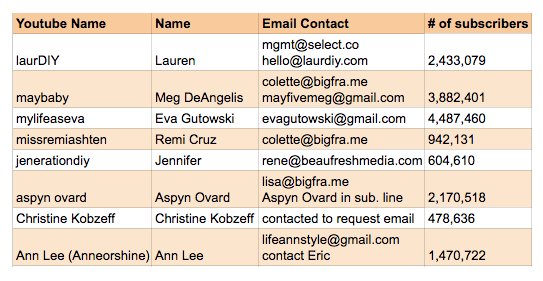 Youtube Name Name Email Contact # of subscribers
mgmt@select.co
laurDIY Lauren hello@laurdiy.com 2,433,079
colette@bigfra.me
maybaby Meg DeAngelis mayfivemeg@gmail.com 3,882,401
mylifeaseva Eva Gutowski evagutowski@gmail.com 4,487,460
missremiashten Remi Cruz colette@bigfra.me 942,131
jenerationdiy Jennifer rene@beaufreshmedia.com 604,610
lisa@bigfra.me
aspyn ovard Aspyn Ovard Aspyn Ovard in sub. line 2,170,518
Christine Kobzeff Christine Kobzeff contacted to request email 478,636
lifeannstyle@gmail.com
Ann Lee (Anneorshine) Ann Lee contact Eric 1,470,722